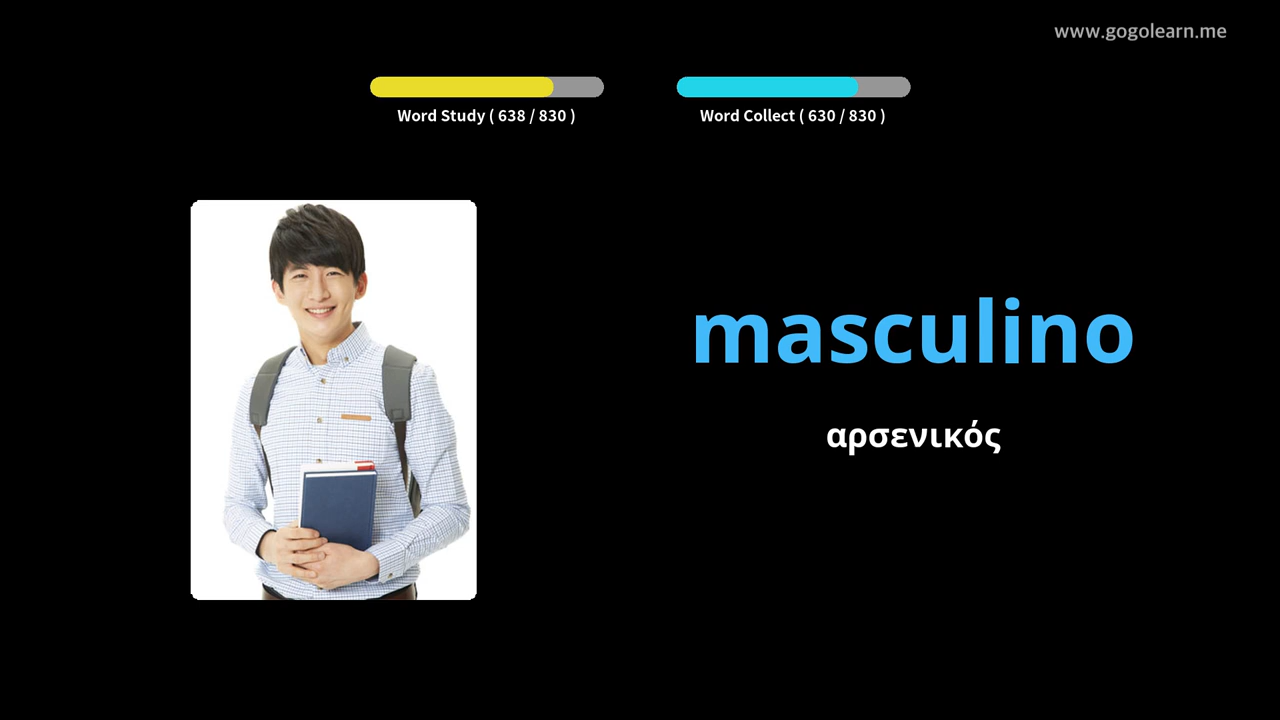 www.gogolearn.me
Word Study ( 638 / 830 )
Word Collect ( 630 / 830 )
masculino
αρσενικός